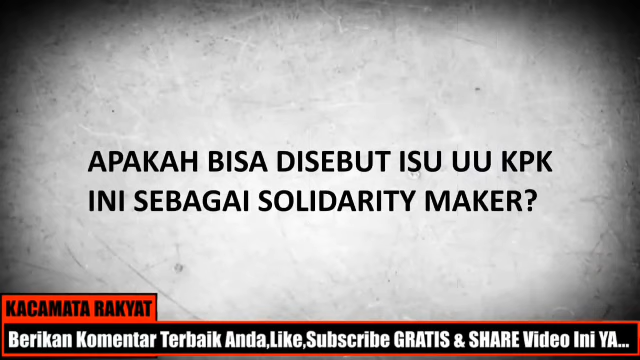 APAKAH BISA DISEBUT ISU UU KPK
INI SEBAGAI SOLIDARITY MAKER?
KACAMATA RAKYAT
Berikan Komentar Terbaik Anda,Like,Subscribe GRATIS & SHARE Video Ini YA...